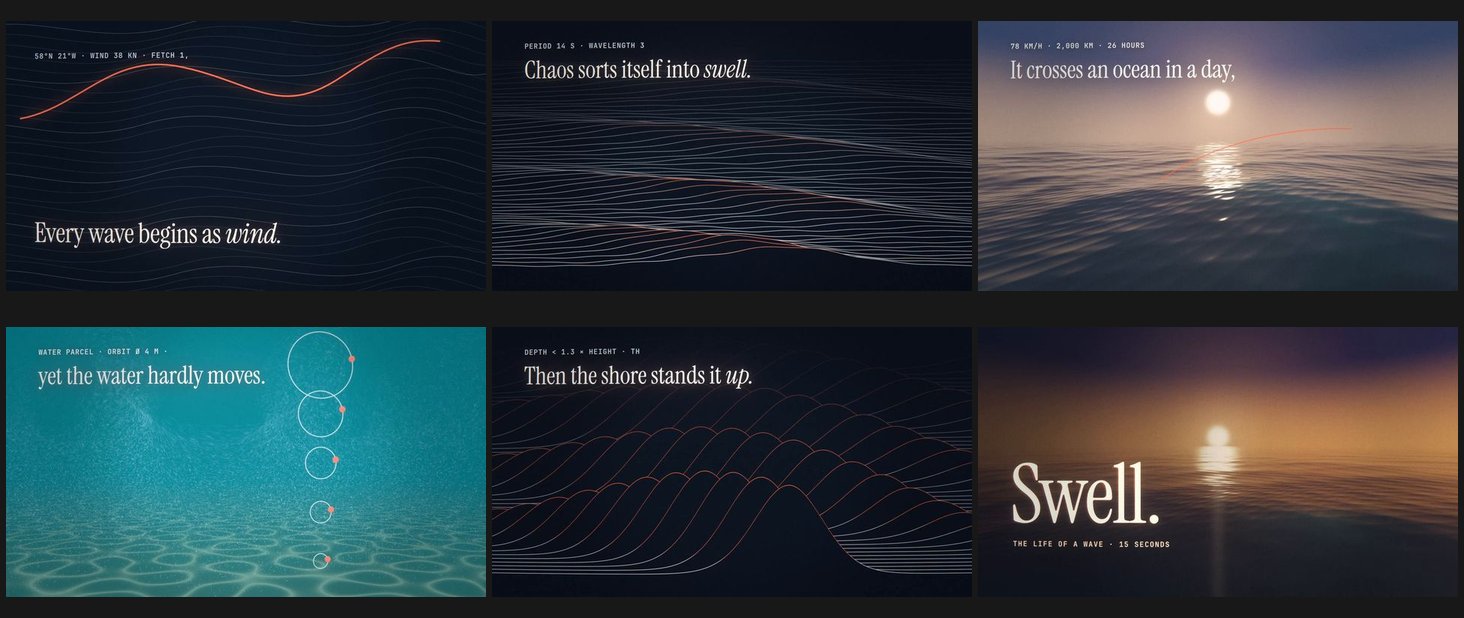 58°N 21°W · WIND 38 KN · FETCH 1,
Every wave begins as wind.
PERIOD 14 S · WAVELENGTH 3
Chaos sorts itself into swell.
78 KM/H · 2,000 KM · 26 HOURS
It crosses an ocean in a day,
WATER PARCEL · ORBIT Ø 4 M ·
yet the water hardly moves.
DEPTH < 1.3 × HEIGHT · TH
Then the shore stands it up.
Swell.
THE LIFE OF A WAVE · 15 SECONDS